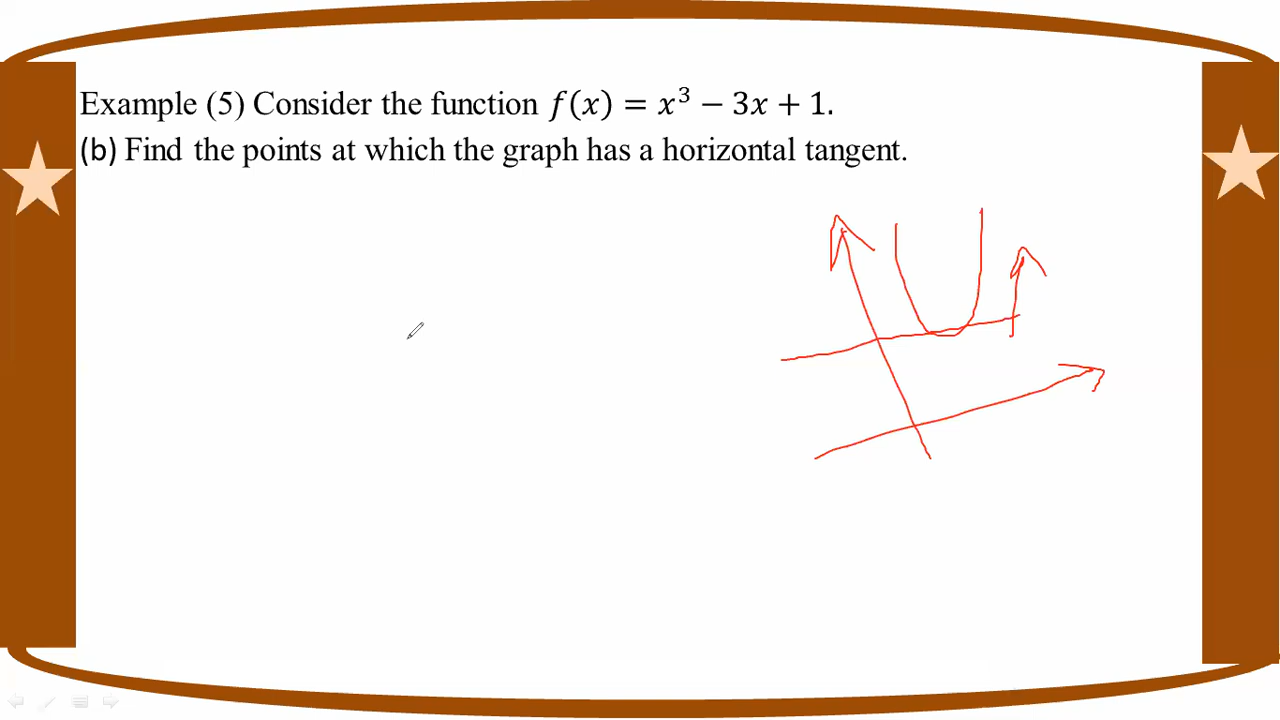 Example (5) Consider the function 𝑓(𝑥) = 𝑥³ − 3𝑥 + 1.
(b) Find the points at which the graph has a horizontal tangent.